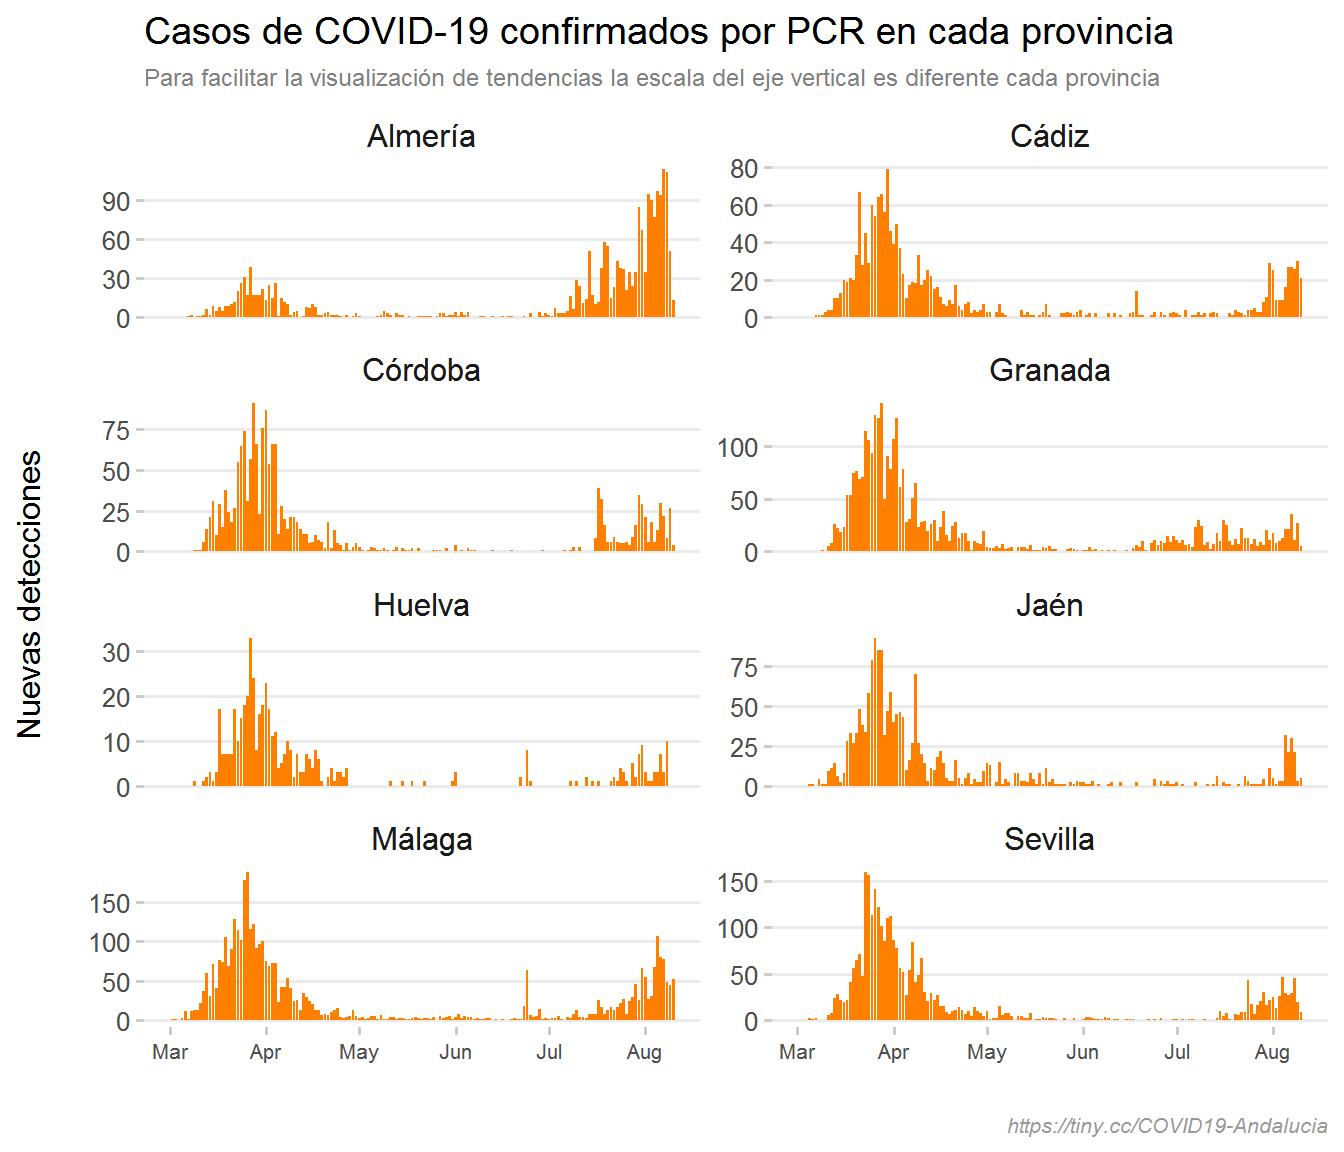 Casos de COVID-19 confirmados por PCR en cada provincia
Para facilitar la visualización de tendencias la escala del eje vertical es diferente cada provincia
Nuevas detecciones
Almería
90
60
30
0
Cádiz
80
60
40
20
0
Córdoba
75
50
25
0
Granada
100
50
0
Huelva
30
20
10
0
Jaén
75
50
25
0
Málaga
150
100
50
0
Mar Apr May Jun Jul Aug
Sevilla
150
100
50
0
Mar Apr May Jun Jul Aug
https://tiny.cc/COVID19-Andalucia